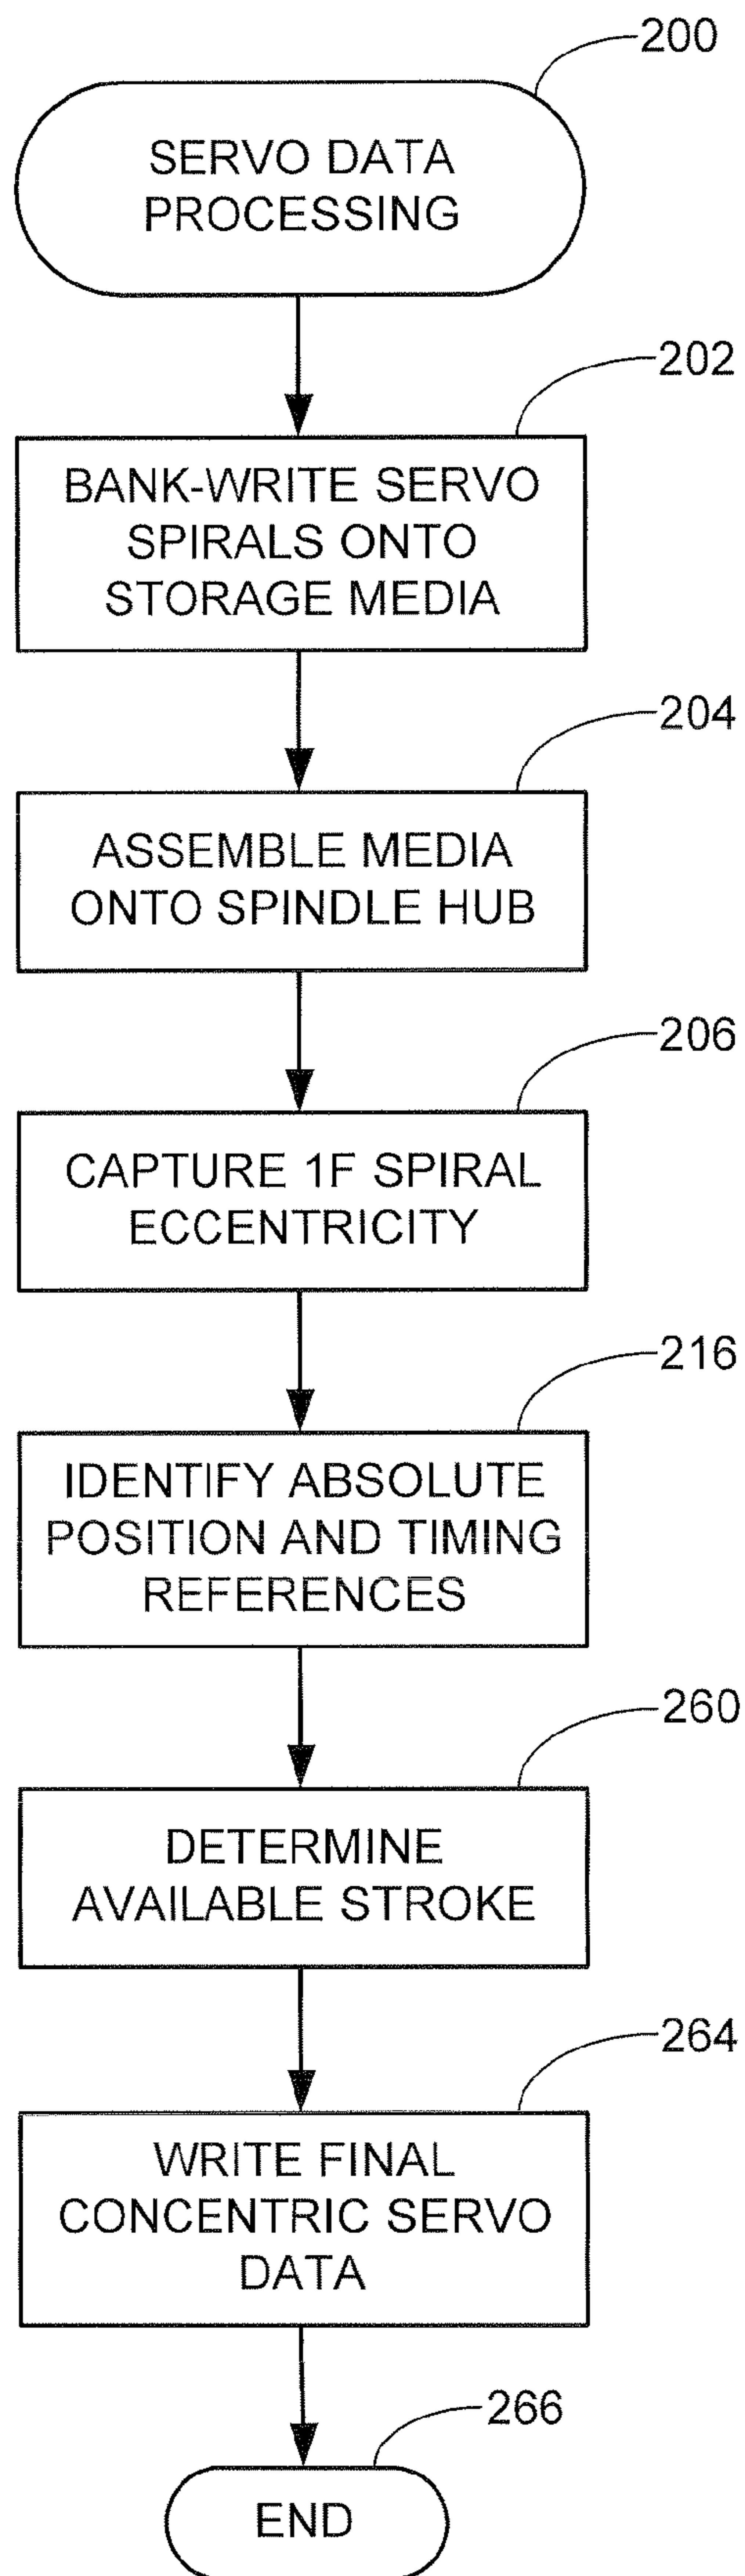 200
SERVO DATA
PROCESSING
202
BANK-WRITE SERVO
SPIRALS ONTO
STORAGE MEDIA
204
ASSEMBLE MEDIA
ONTO SPINDLE HUB
206
CAPTURE 1F SPIRAL
ECCENTRICITY
216
IDENTIFY ABSOLUTE
POSITION AND TIMING
REFERENCES
260
DETERMINE
AVAILABLE STROKE
264
WRITE FINAL
CONCENTRIC SERVO
DATA
266
END